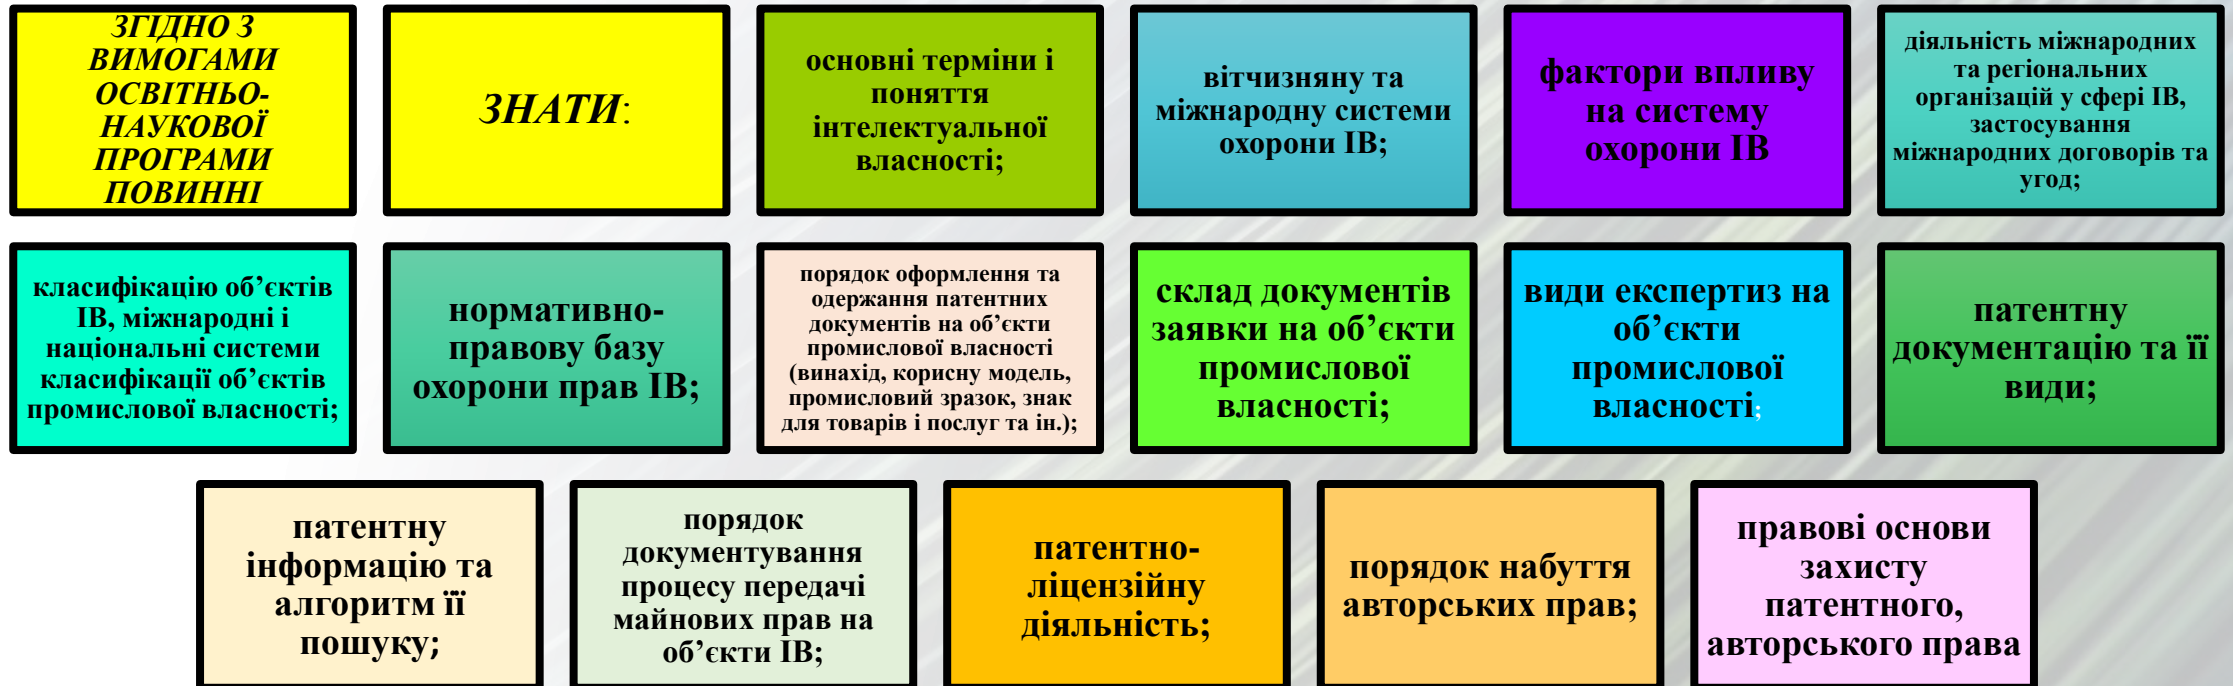 ЗГІДНО З
ВИМОГАМИ
ОСВІТНЬО-
НАУКОВОЇ
ПРОГРАМИ
ПОВИННІ
ЗНАТИ:
основні терміни і
поняття
інтелектуальної
власності;
вітчизняну та
міжнародну системи
охорони ІВ;
фактори впливу
на систему
охорони ІВ
діяльність міжнародних
та регіональних
організацій у сфері ІВ,
застосування
міжнародних договорів та
угод;
класифікацію об’єктів
ІВ, міжнародні і
національні системи
класифікації об’єктів
промислової власності;
нормативно-
правову базу
охорони прав ІВ;
порядок оформлення та
одержання патентних
документів на об’єкти
промислової власності
(винахід, корисну модель,
промисловий зразок, знак
для товарів і послуг та ін.);
склад документів
заявки на об’єкти
промислової
власності;
види експертиз на
об’єкти
промислової
власності;
патентну
документацію та її
види;
патентну
інформацію та
алгоритм її
пошуку;
порядок
документування
процесу передачі
майнових прав на
об’єкти ІВ;
патентно-
ліцензійну
діяльність;
порядок набуття
авторських прав;
правові основи
захисту
патентного,
авторського права